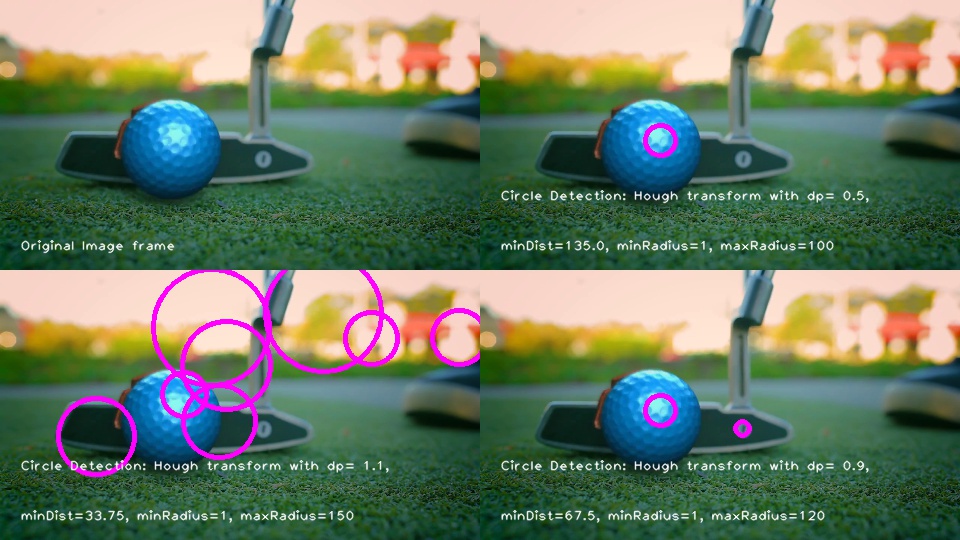 Original Image frame
Circle Detection: Hough transform with dp= 0.5,
minDist=135.0, minRadius=1, maxRadius=100
Circle Detection: Hough transform with dp= 1.1,
minDist=33.75, minRadius=1, maxRadius=150
Circle Detection: Hough transform with dp= 0.9,
minDist=67.5, minRadius=1, maxRadius=120